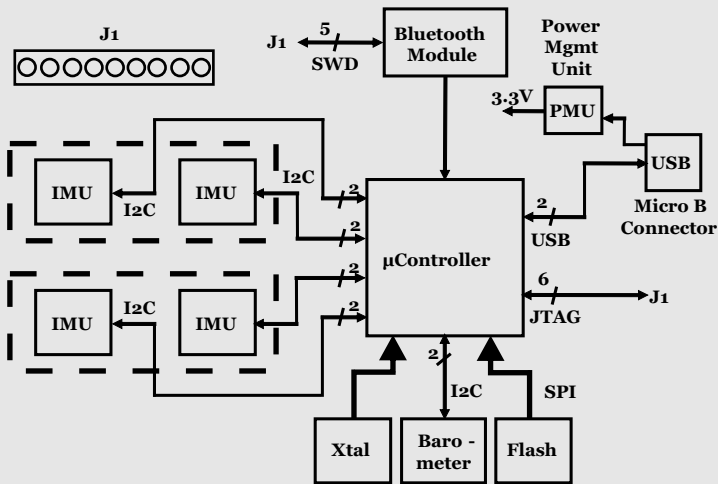 J1
J1
5
SWD
Bluetooth
Module
Power
Mgmt
Unit
3.3V
PMU
USB
Micro B
Connector
IMU
I2C
IMU
I2C
2
2
2
2
µController
2
USB
6
JTAG
J1
IMU
I2C
IMU
2
I2C
SPI
Xtal
Baro -
meter
Flash